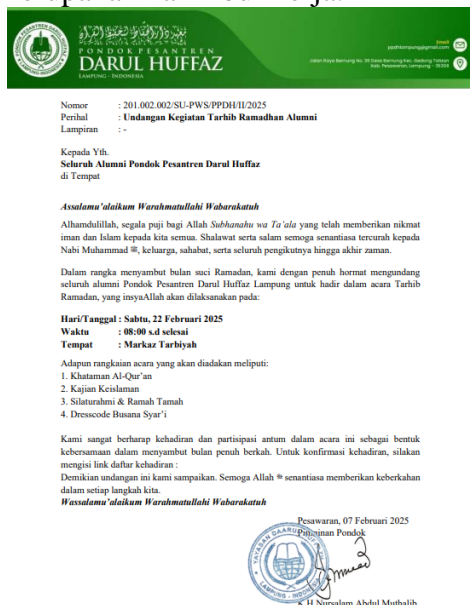 PONDOK PESANTREN
DARUL HUFFAZ
LAMPUNG - INDONESIA
Email
ppdhlampung@gmail.com
Nomor : 201.002.002/SU-PWS/PPDH/II/2025
Perihal : Undangan Kegiatan Tarhib Ramadhan Alumni
Lampiran : -
Kepada Yth.
Seluruh Alumni Pondok Pesantren Darul Huffaz
di Tempat
Assalamu’alaikum Warahmatullahi Wabarakatuh
Alhamdulillah, segala puji bagi Allah Subhanahu wa Ta’ala yang telah memberikan nikmat
iman dan Islam kepada kita semua. Shalawat serta salam semoga senantiasa tercurah kepada
Nabi Muhammad ﷺ, keluarga, sahabat, serta seluruh pengikutnya hingga akhir zaman.
Dalam rangka menyambut bulan suci Ramadan, kami dengan penuh hormat mengundang
seluruh alumni Pondok Pesantren Darul Huffaz Lampung untuk hadir dalam acara Tarhib
Ramadan, yang insyaAllah akan dilaksanakan pada:
Hari/Tanggal : Sabtu, 22 Februari 2025
Waktu : 08:00 s.d selesai
Tempat : Markaz Tarbiyah
Adapun rangkaian acara yang akan diadakan meliputi:
1. Khataman Al-Qur’an
2. Kajian Keislaman
3. Silaturahmi & Ramah Tamah
4. Dresscode Busana Syar’i
Kami sangat berharap kehadiran dan partisipasi antum dalam acara ini sebagai bentuk
kebersamaan dalam menyambut bulan penuh berkah. Untuk konfirmasi kehadiran, silakan
mengisi link daftar kehadiran :
Demikian undangan ini kami sampaikan. Semoga Allah senantiasa memberikan keberkahan
dalam setiap langkah kita.
Wassalamu’alaikum Warahmatullahi Wabarakatuh
Pesawaran, 07 Februari 2025
Pimpinan Pondok
K.H Nursalam Abdul Muthalib